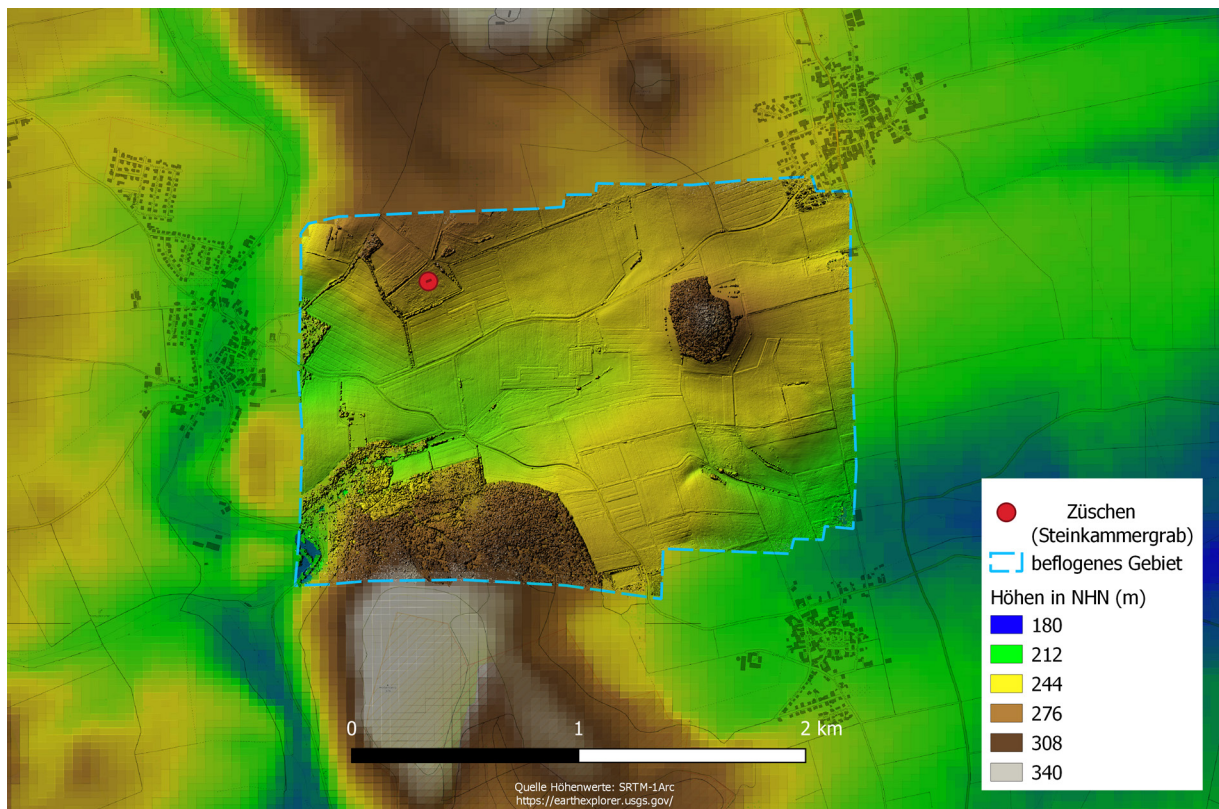 Züschen
(Steinkammergrab)
beflogenes Gebiet
Höhen in NHN (m)
180
212
244
276
308
340
0 1 2 km
Quelle Höhenwerte: SRTM-1Arc
https://earthexplorer.usgs.gov/